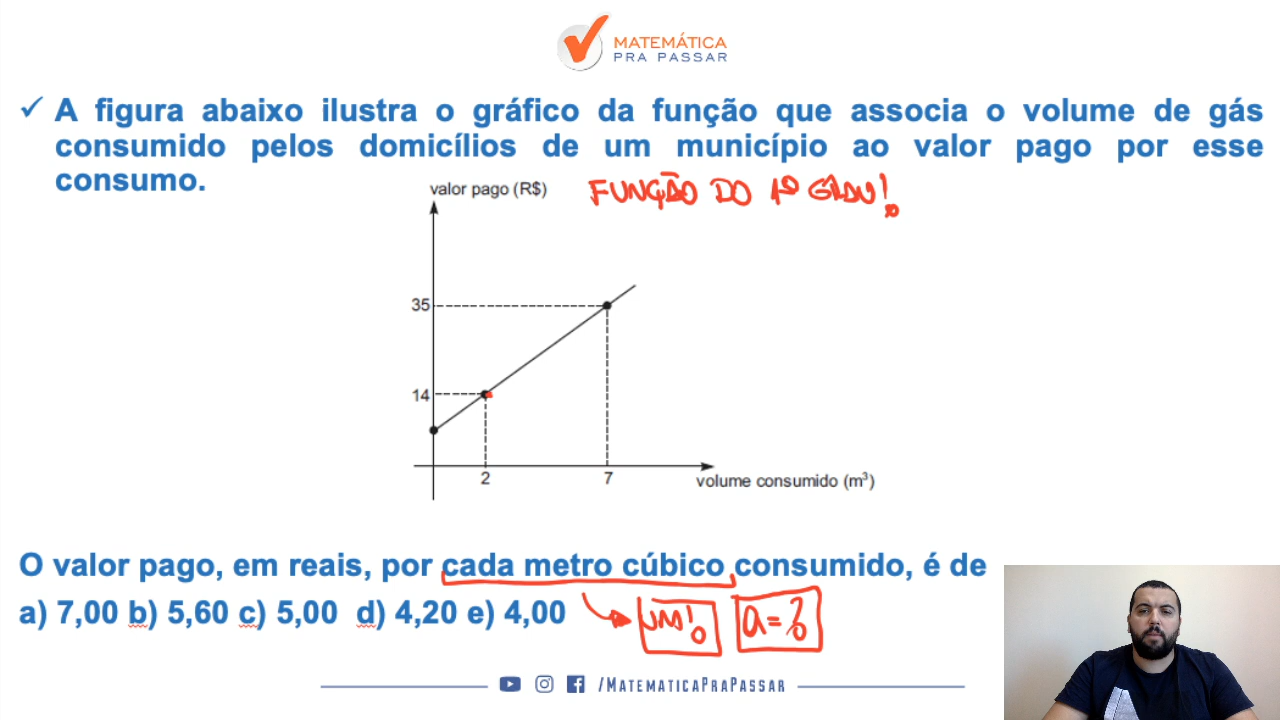 MATEMÁTICA
PRA PASSAR
✓ A figura abaixo ilustra o gráfico da função que associa o volume de gás
consumido pelos domicílios de um município ao valor pago por esse
consumo.
valor pago (R$)
FUNÇÃO DO 1º GRAU!
35
14
2
7
volume consumido (m³)
O valor pago, em reais, por cada metro cúbico consumido, é de
a) 7,00 b) 5,60 c) 5,00 d) 4,20 e) 4,00
UM!
a = ?
/MATEMATICAPRAPASSAR